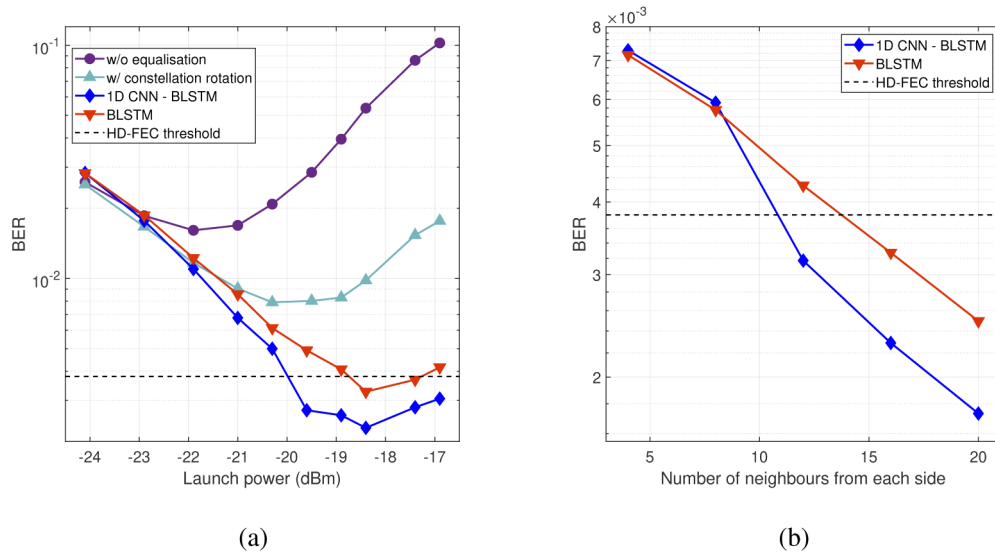 w/o equalisation
w/ constellation rotation
1D CNN - BLSTM
BLSTM
HD-FEC threshold
10^-1
10^-2
BER
-24 -23 -22 -21 -20 -19 -18 -17
Launch power (dBm)
(a)
×10^-3
1D CNN - BLSTM
BLSTM
HD-FEC threshold
8
7
6
5
4
3
2
BER
5 10 15 20
Number of neighbours from each side
(b)